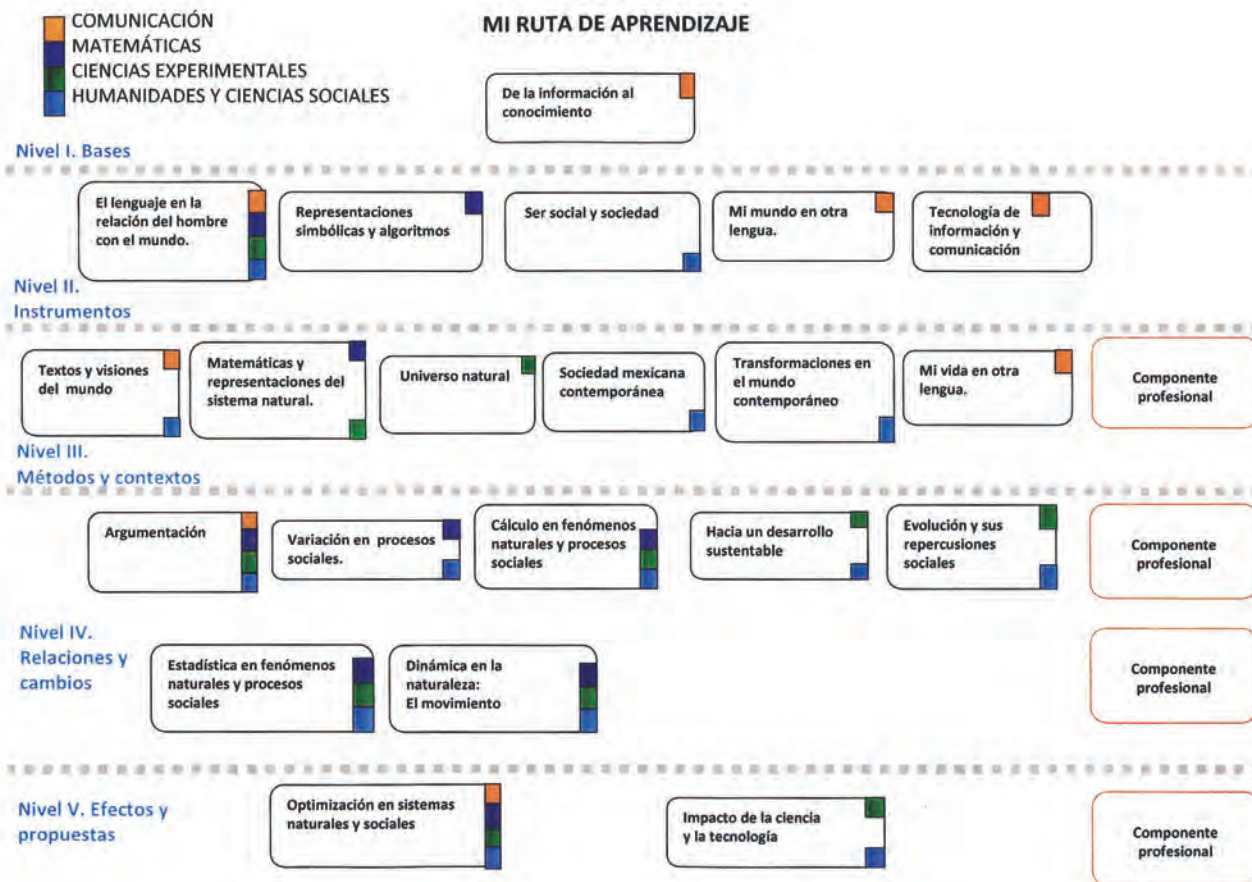 COMUNICACIÓN
MATEMÁTICAS
CIENCIAS EXPERIMENTALES
HUMANIDADES Y CIENCIAS SOCIALES
MI RUTA DE APRENDIZAJE
De la información al
conocimiento
Nivel I. Bases
El lenguaje en la
relación del hombre
con el mundo.
Representaciones
simbólicas y algoritmos
Ser social y sociedad
Mi mundo en otra
lengua.
Tecnología de
información y
comunicación
Nivel II.
Instrumentos
Textos y visiones
del mundo
Matemáticas y
representaciones del
sistema natural.
Universo natural
Sociedad mexicana
contemporánea
Transformaciones en
el mundo
contemporáneo
Mi vida en otra
lengua.
Componente
profesional
Nivel III.
Métodos y contextos
Argumentación
Variación en procesos
sociales.
Cálculo en fenómenos
naturales y procesos
sociales
Hacia un desarrollo
sustentable
Evolución y sus
repercusiones
sociales
Componente
profesional
Nivel IV.
Relaciones y
cambios
Estadística en fenómenos
naturales y procesos
sociales
Dinámica en la
naturaleza:
El movimiento
Componente
profesional
Nivel V. Efectos y
propuestas
Optimización en sistemas
naturales y sociales
Impacto de la ciencia
y la tecnología
Componente
profesional